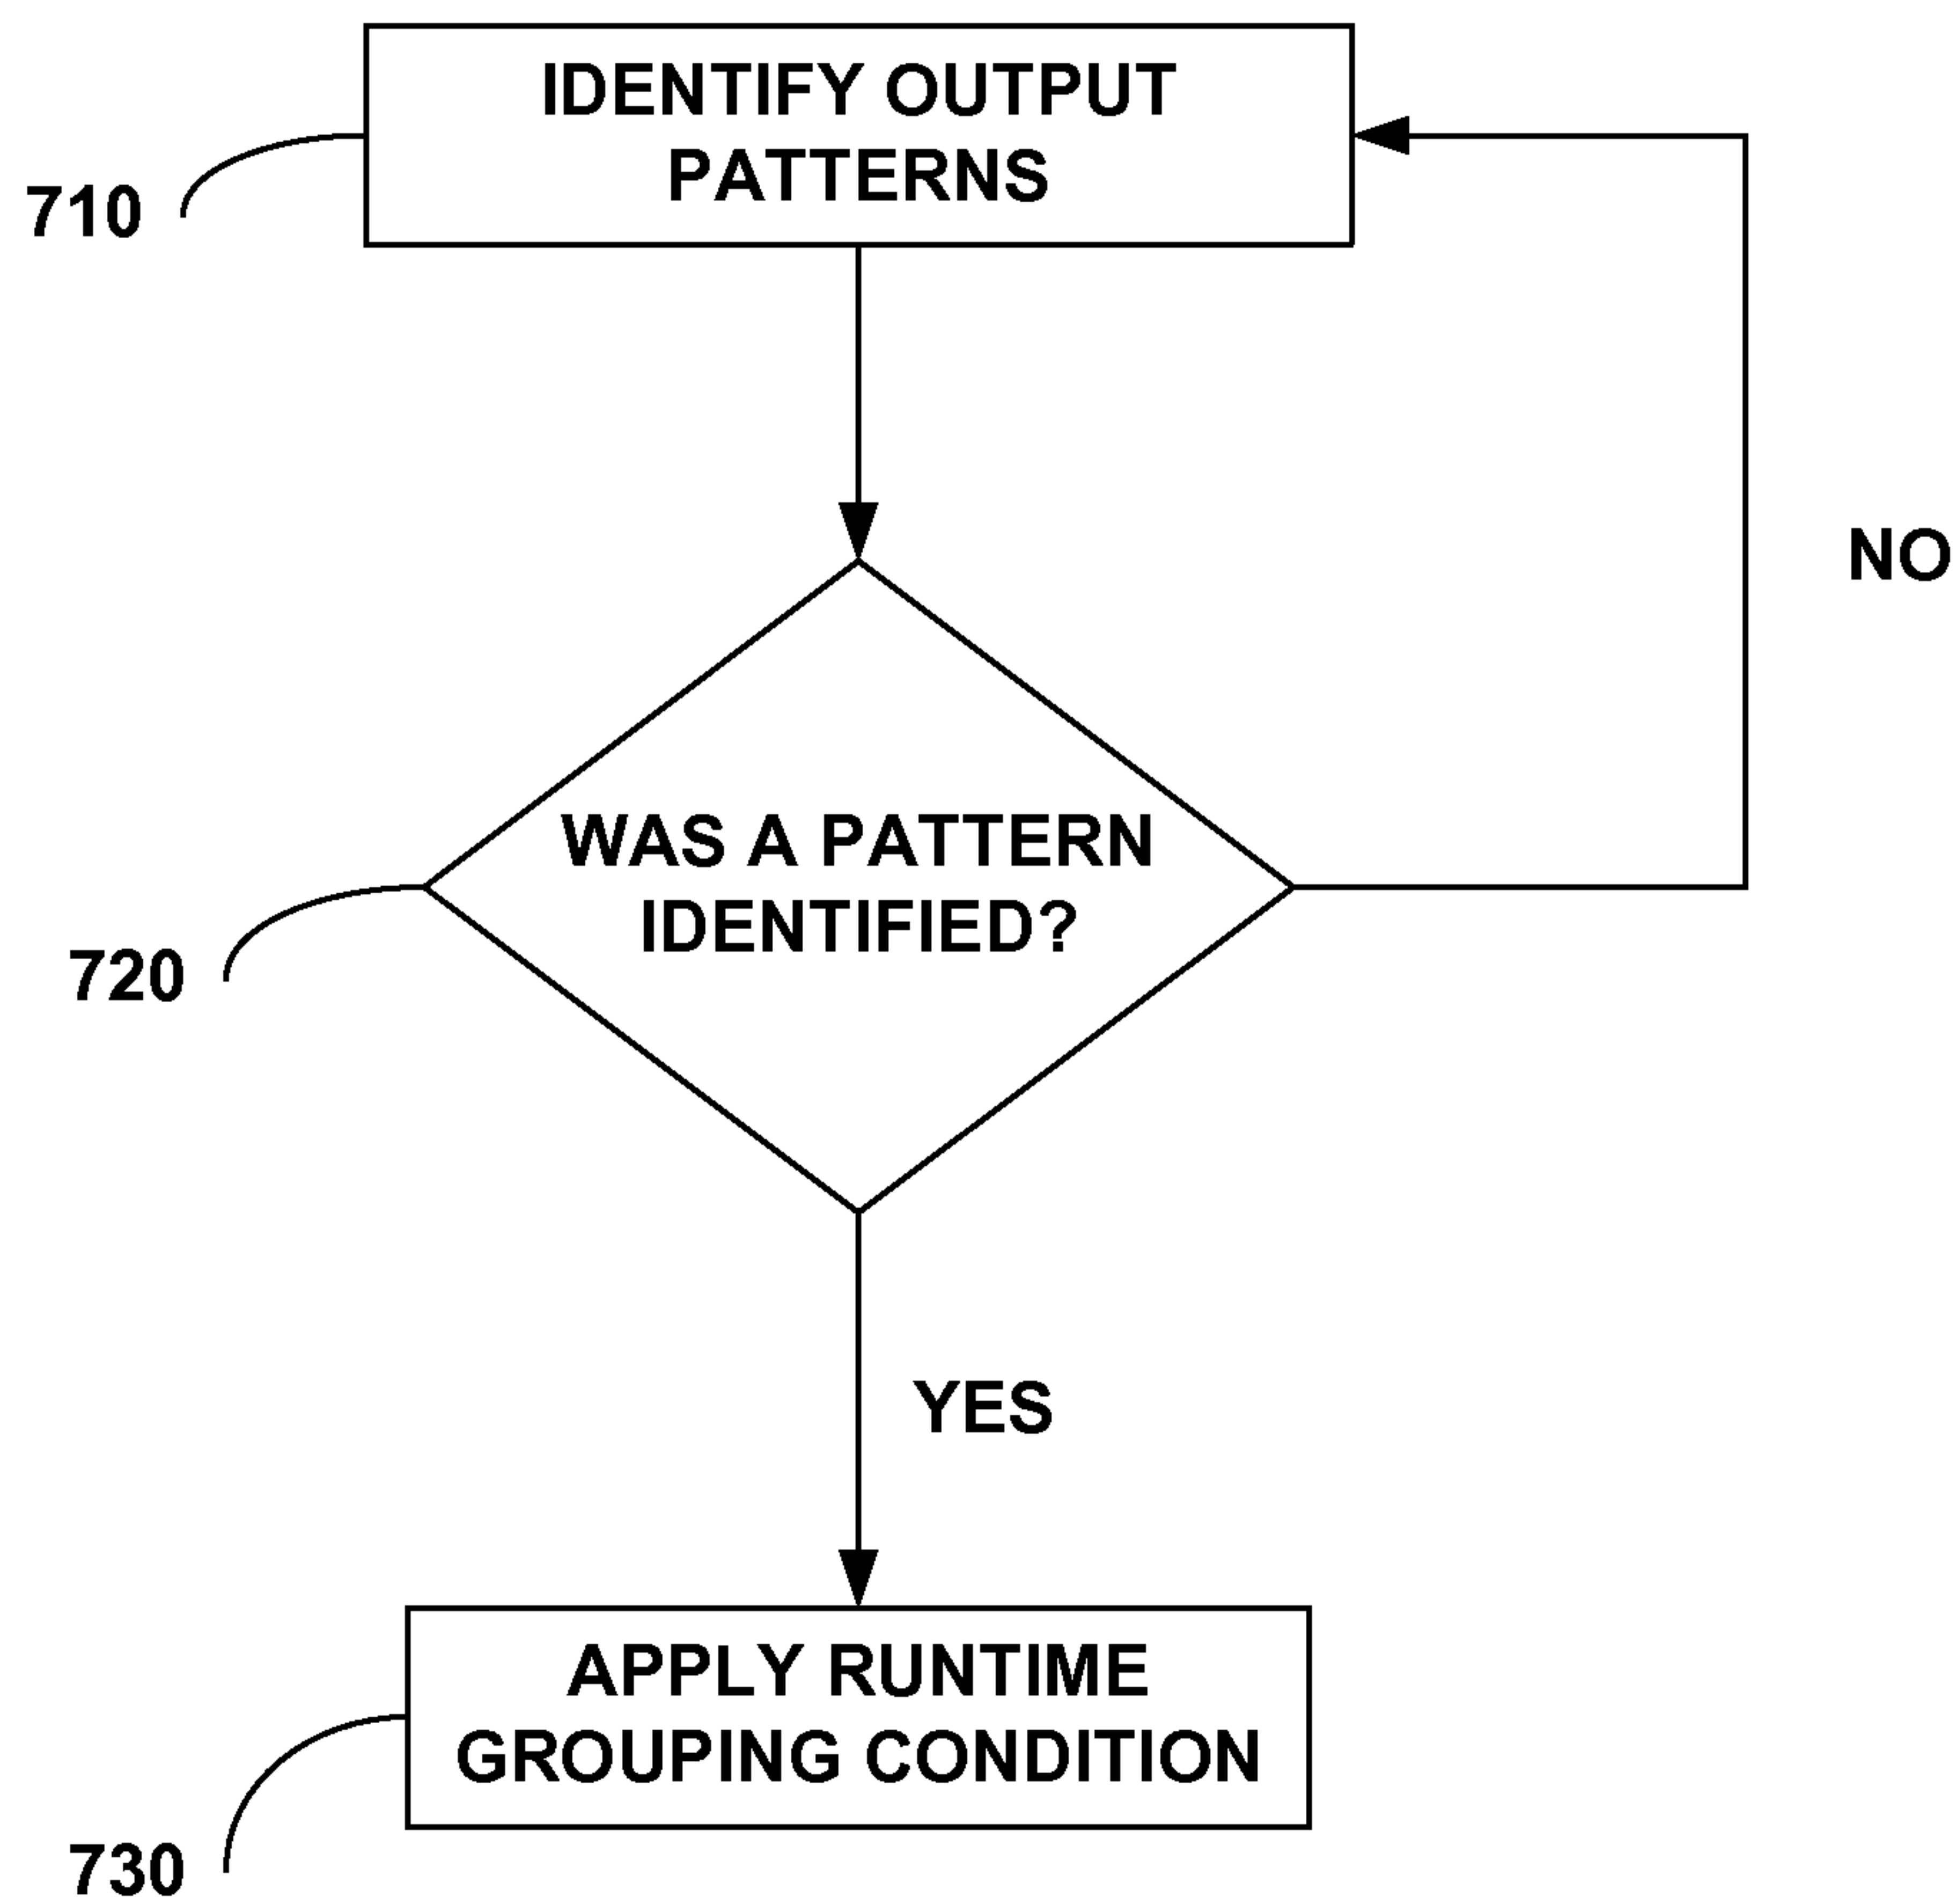 IDENTIFY OUTPUT
PATTERNS
710
NO
WAS A PATTERN
IDENTIFIED?
720
YES
APPLY RUNTIME
GROUPING CONDITION
730